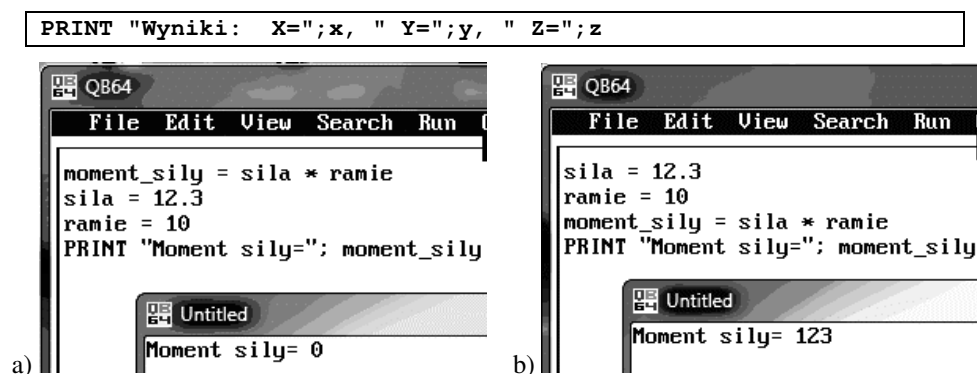 PRINT "Wyniki:  X=";x, " Y=";y, " Z=";z
QB64
File Edit View Search Run
moment_sily = sila * ramie
sila = 12.3
ramie = 10
PRINT "Moment sily="; moment_sily
Untitled
Moment sily= 0
a)
QB64
File Edit View Search Run
sila = 12.3
ramie = 10
moment_sily = sila * ramie
PRINT "Moment sily="; moment_sily
Untitled
Moment sily= 123
b)